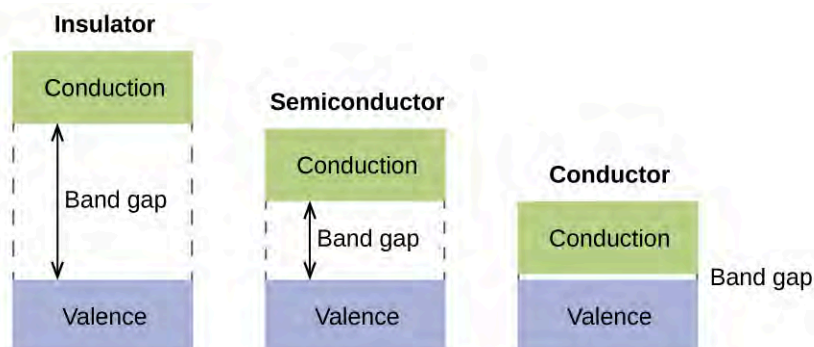 Insulator
Conduction
Band gap
Valence
Semiconductor
Conduction
Band gap
Valence
Conductor
Conduction
Band gap
Valence